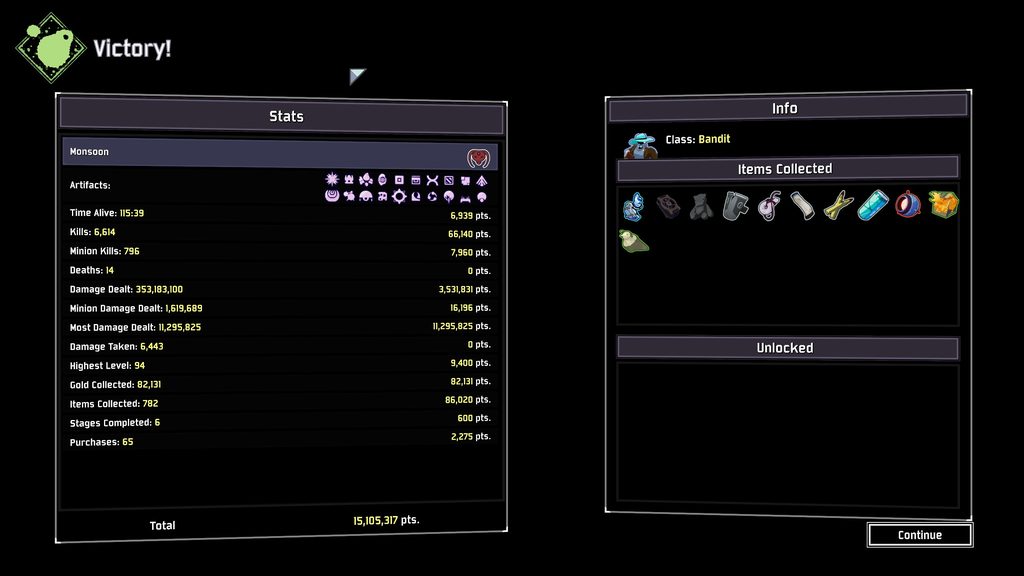 Victory!
Stats
Monsoon
Artifacts:
Time Alive: 115:39 6,939 pts.
Kills: 6,614 66,140 pts.
Minion Kills: 796 7,960 pts.
Deaths: 14 0 pts.
Damage Dealt: 353,183,100 3,531,831 pts.
Minion Damage Dealt: 1,619,689 16,196 pts.
Most Damage Dealt: 11,295,825 11,295,825 pts.
Damage Taken: 6,443 0 pts.
Highest Level: 94 9,400 pts.
Gold Collected: 82,131 82,131 pts.
Items Collected: 782 86,020 pts.
Stages Completed: 6 600 pts.
Purchases: 65 2,275 pts.
Total 15,105,317 pts.
Info
Class: Bandit
Items Collected
Unlocked
Continue